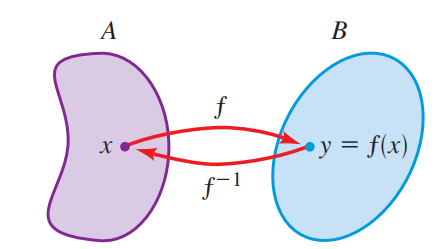 A B
f
x y = f(x)
f⁻¹